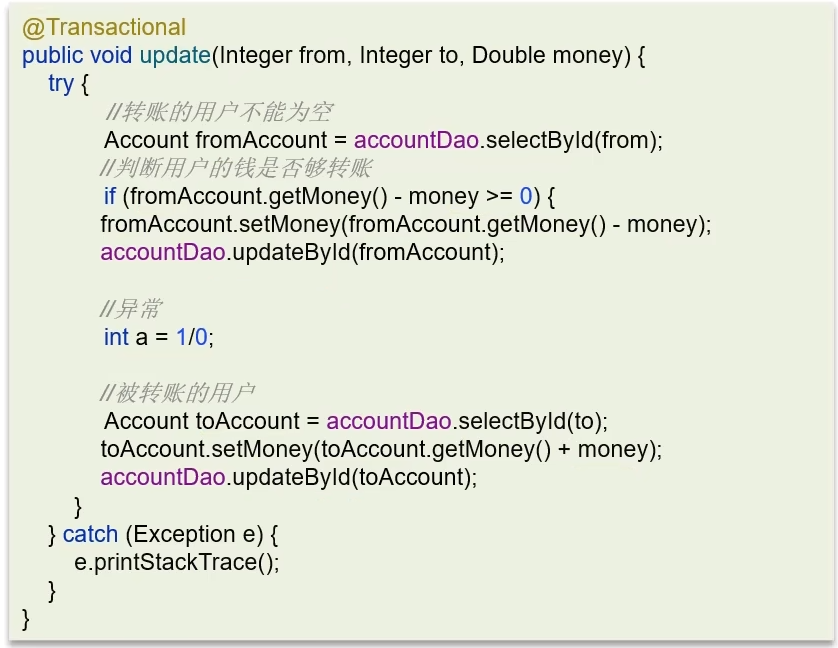 @Transactional
public void update(Integer from, Integer to, Double money) {
try {
//转账的用户不能为空
Account fromAccount = accountDao.selectById(from);
//判断用户的钱是否够转账
if (fromAccount.getMoney() - money >= 0) {
fromAccount.setMoney(fromAccount.getMoney() - money);
accountDao.updateById(fromAccount);
//异常
int a = 1/0;
//被转账的用户
Account toAccount = accountDao.selectById(to);
toAccount.setMoney(toAccount.getMoney() + money);
accountDao.updateById(toAccount);
}
} catch (Exception e) {
e.printStackTrace();
}
}